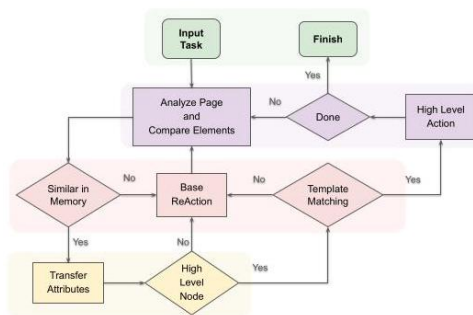 Input
Task
Finish
Yes
Analyze Page
and
Compare Elements
No
Done
High Level
Action
Similar in
Memory
No
Base
ReAction
No
Template
Matching
Yes
Yes
No
Transfer
Attributes
High
Level
Node
Yes